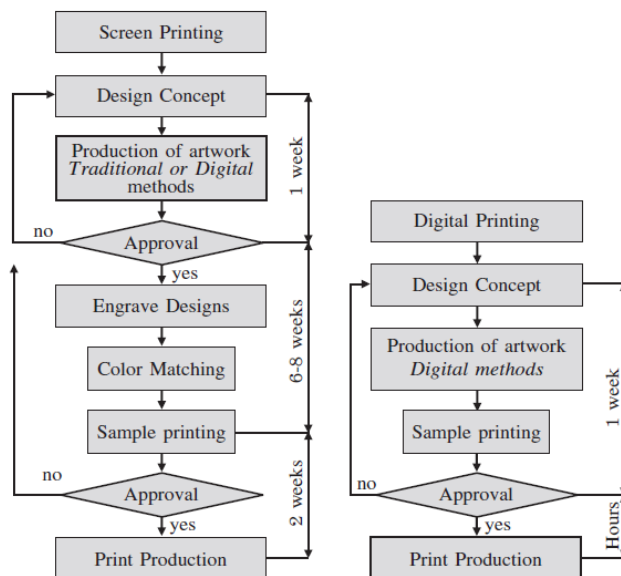 Screen Printing
Design Concept
Production of artwork
Traditional or Digital
methods
1 week
no
Approval
yes
Engrave Designs
Color Matching
6-8 weeks
Sample printing
no
Approval
2 weeks
yes
Print Production
Digital Printing
Design Concept
Production of artwork
Digital methods
1 week
Sample printing
no
Approval
yes
Hours
Print Production